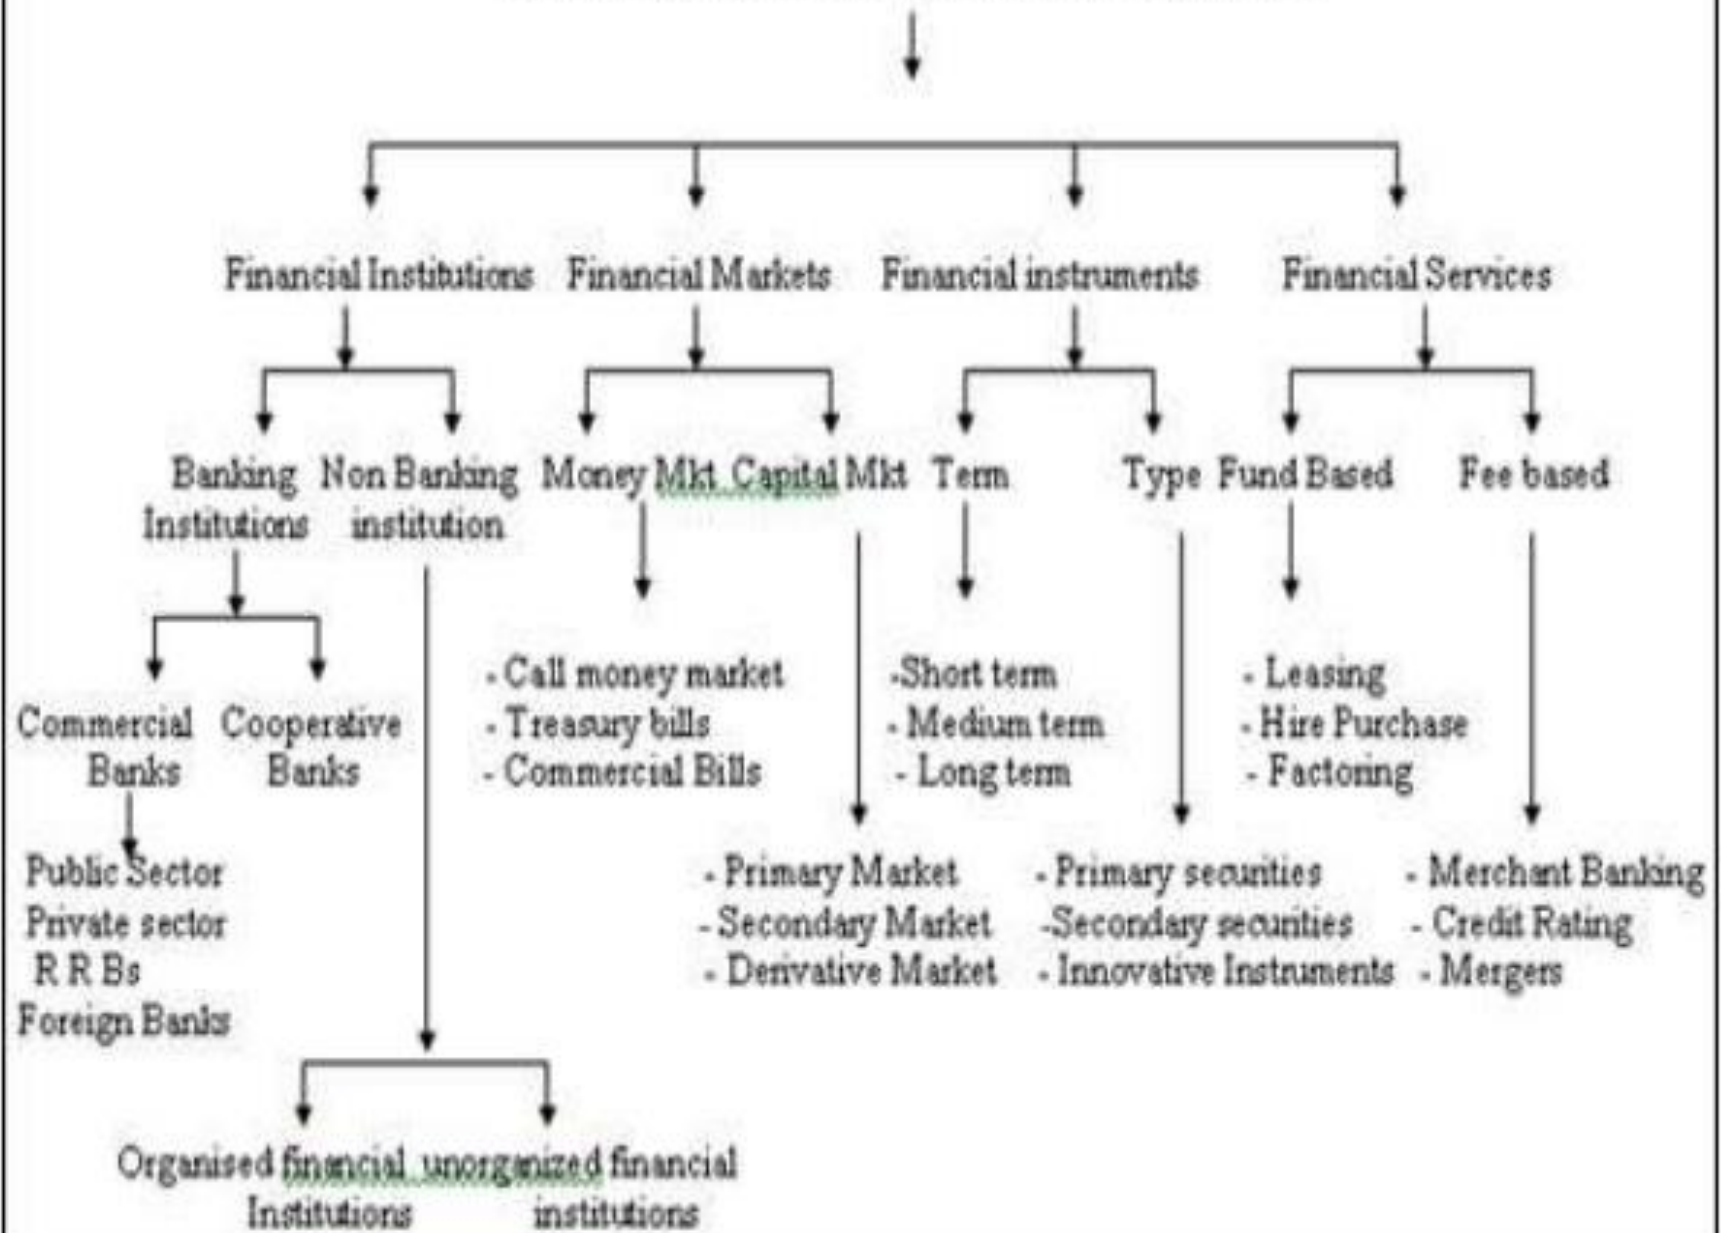 Financial Institutions Financial Markets Financial instruments Financial Services
Banking Non Banking Money Mkt Capital Mkt Term Type Fund Based Fee based
Institutions institution
- Call money market -Short term - Leasing
Commercial Cooperative - Treasury bills - Medium term - Hire Purchase
Banks Banks - Commercial Bills - Long term - Factoring
Public Sector - Primary Market - Primary securities - Merchant Banking
Private sector - Secondary Market -Secondary securities - Credit Rating
R R Bs - Derivative Market - Innovative Instruments - Mergers
Foreign Banks
Organised financial unorganized financial
Institutions institutions